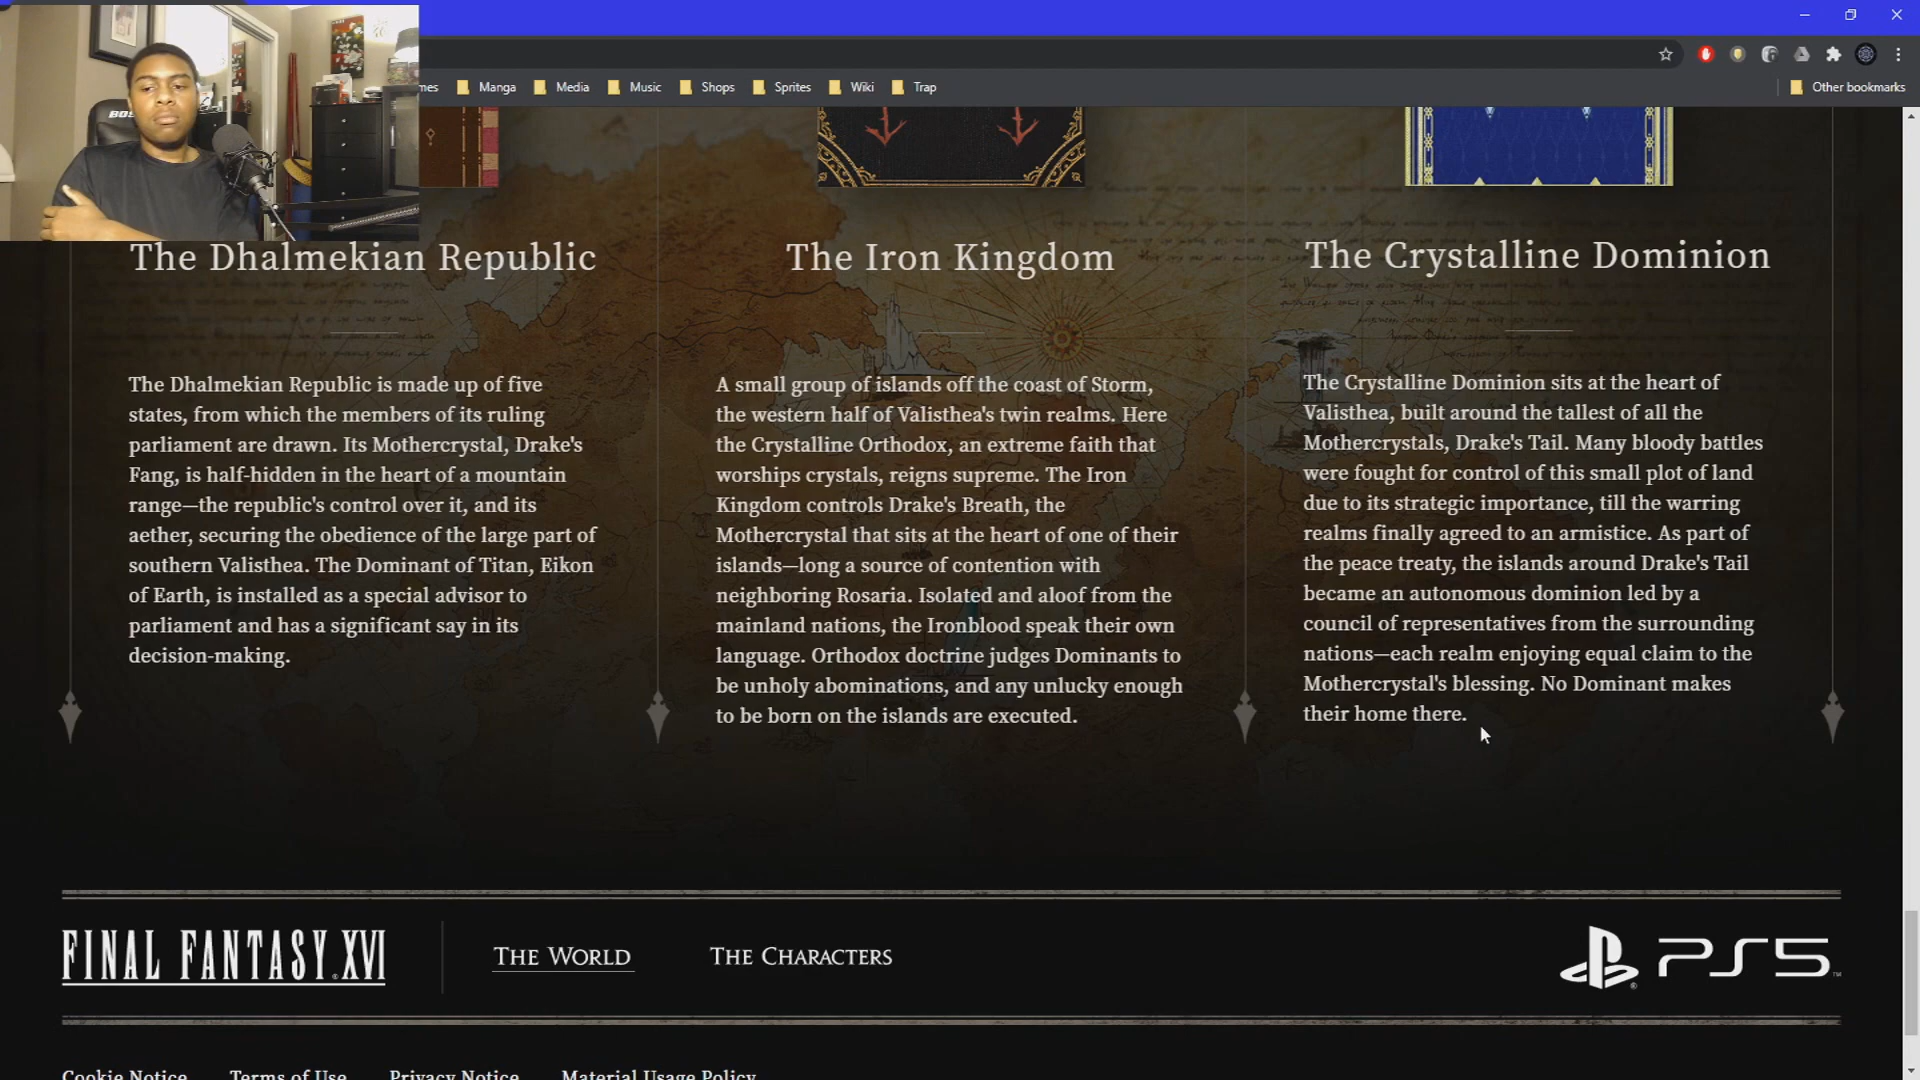 mes
Manga
Media
Music
Shops
Sprites
Wiki
Trap
Other bookmarks
The Dhalmekian Republic
The Dhalmekian Republic is made up of five
states, from which the members of its ruling
parliament are drawn. Its Mothercrystal, Drake's
Fang, is half-hidden in the heart of a mountain
range—the republic's control over it, and its
aether, securing the obedience of the large part of
southern Valisthea. The Dominant of Titan, Eikon
of Earth, is installed as a special advisor to
parliament and has a significant say in its
decision-making.
The Iron Kingdom
A small group of islands off the coast of Storm,
the western half of Valisthea's twin realms. Here
the Crystalline Orthodox, an extreme faith that
worships crystals, reigns supreme. The Iron
Kingdom controls Drake's Breath, the
Mothercrystal that sits at the heart of one of their
islands—long a source of contention with
neighboring Rosaria. Isolated and aloof from the
mainland nations, the Ironblood speak their own
language. Orthodox doctrine judges Dominants to
be unholy abominations, and any unlucky enough
to be born on the islands are executed.
The Crystalline Dominion
The Crystalline Dominion sits at the heart of
Valisthea, built around the tallest of all the
Mothercrystals, Drake's Tail. Many bloody battles
were fought for control of this small plot of land
due to its strategic importance, till the warring
realms finally agreed to an armistice. As part of
the peace treaty, the islands around Drake's Tail
became an autonomous dominion led by a
council of representatives from the surrounding
nations—each realm enjoying equal claim to the
Mothercrystal's blessing. No Dominant makes
their home there.
FINAL FANTASY XVI
THE WORLD
THE CHARACTERS
PS5
Cookie Notice
Terms of Use
Privacy Notice
Material Usage Policy